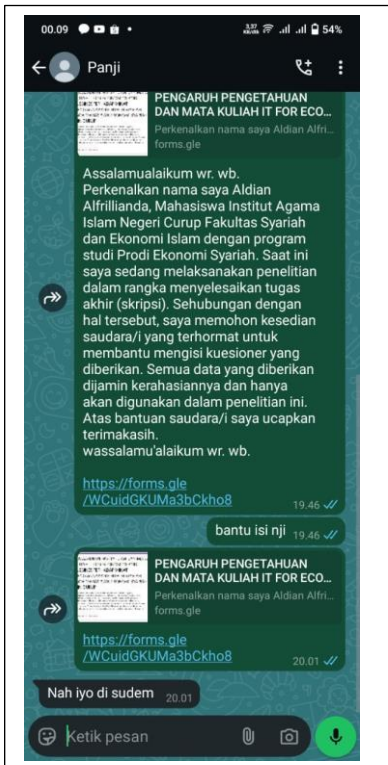 00.09
3,27 KB/dtk
54%
Panji
PENGARUH PENGETAHUAN
DAN MATA KULIAH IT FOR ECO...
Perkenalkan nama saya Aldian Alfri...
forms.gle
Assalamualaikum wr. wb.
Perkenalkan nama saya Aldian
Alfrillianda, Mahasiswa Institut Agama
Islam Negeri Curup Fakultas Syariah
dan Ekonomi Islam dengan program
studi Prodi Ekonomi Syariah. Saat ini
saya sedang melaksanakan penelitian
dalam rangka menyelesaikan tugas
akhir (skripsi). Sehubungan dengan
hal tersebut, saya memohon kesedian
saudara/i yang terhormat untuk
membantu mengisi kuesioner yang
diberikan. Semua data yang diberikan
dijamin kerahasiannya dan hanya
akan digunakan dalam penelitian ini.
Atas bantuan saudara/i saya ucapkan
terimakasih.
wassalamu'alaikum wr. wb.
https://forms.gle
/WCuidGKUMa3bCkho8
19.46
bantu isi nji 19.46
PENGARUH PENGETAHUAN
DAN MATA KULIAH IT FOR ECO...
Perkenalkan nama saya Aldian Alfri...
forms.gle
https://forms.gle
/WCuidGKUMa3bCkho8
20.01
Nah iyo di sudem 20.01
Ketik pesan